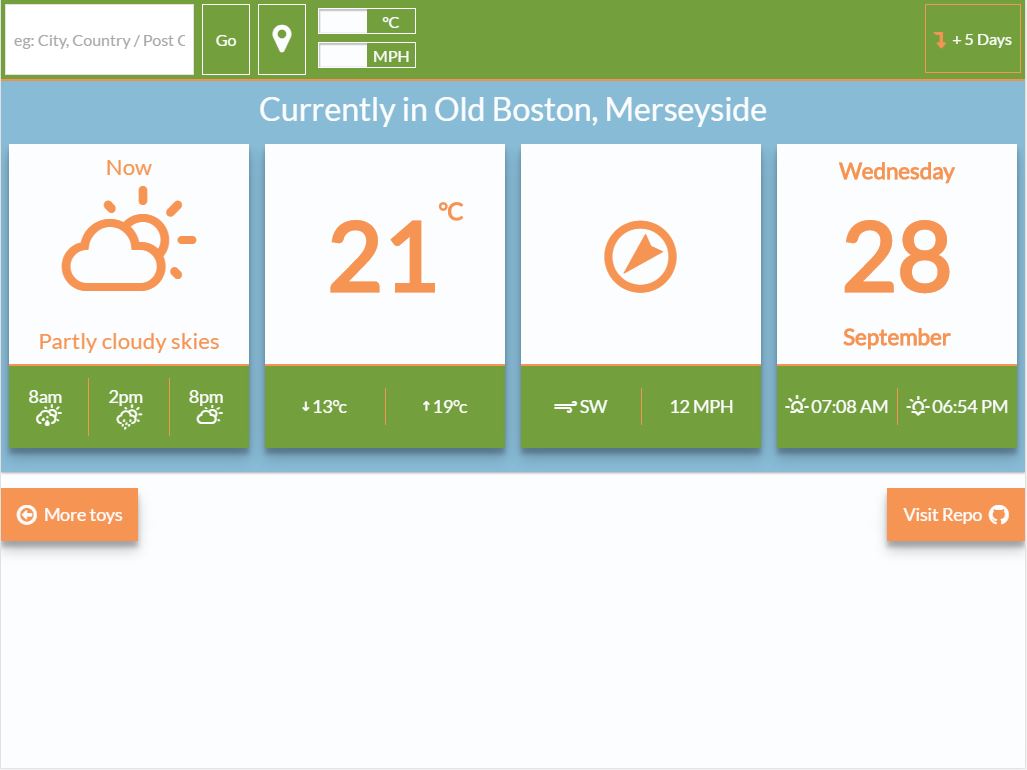 eg: City, Country / Post C
Go
°C
MPH
+ 5 Days
Currently in Old Boston, Merseyside
Now
Partly cloudy skies
8am
2pm
8pm
21 °C
13°c
19°c
SW
12 MPH
Wednesday
28
September
07:08 AM
06:54 PM
More toys
Visit Repo